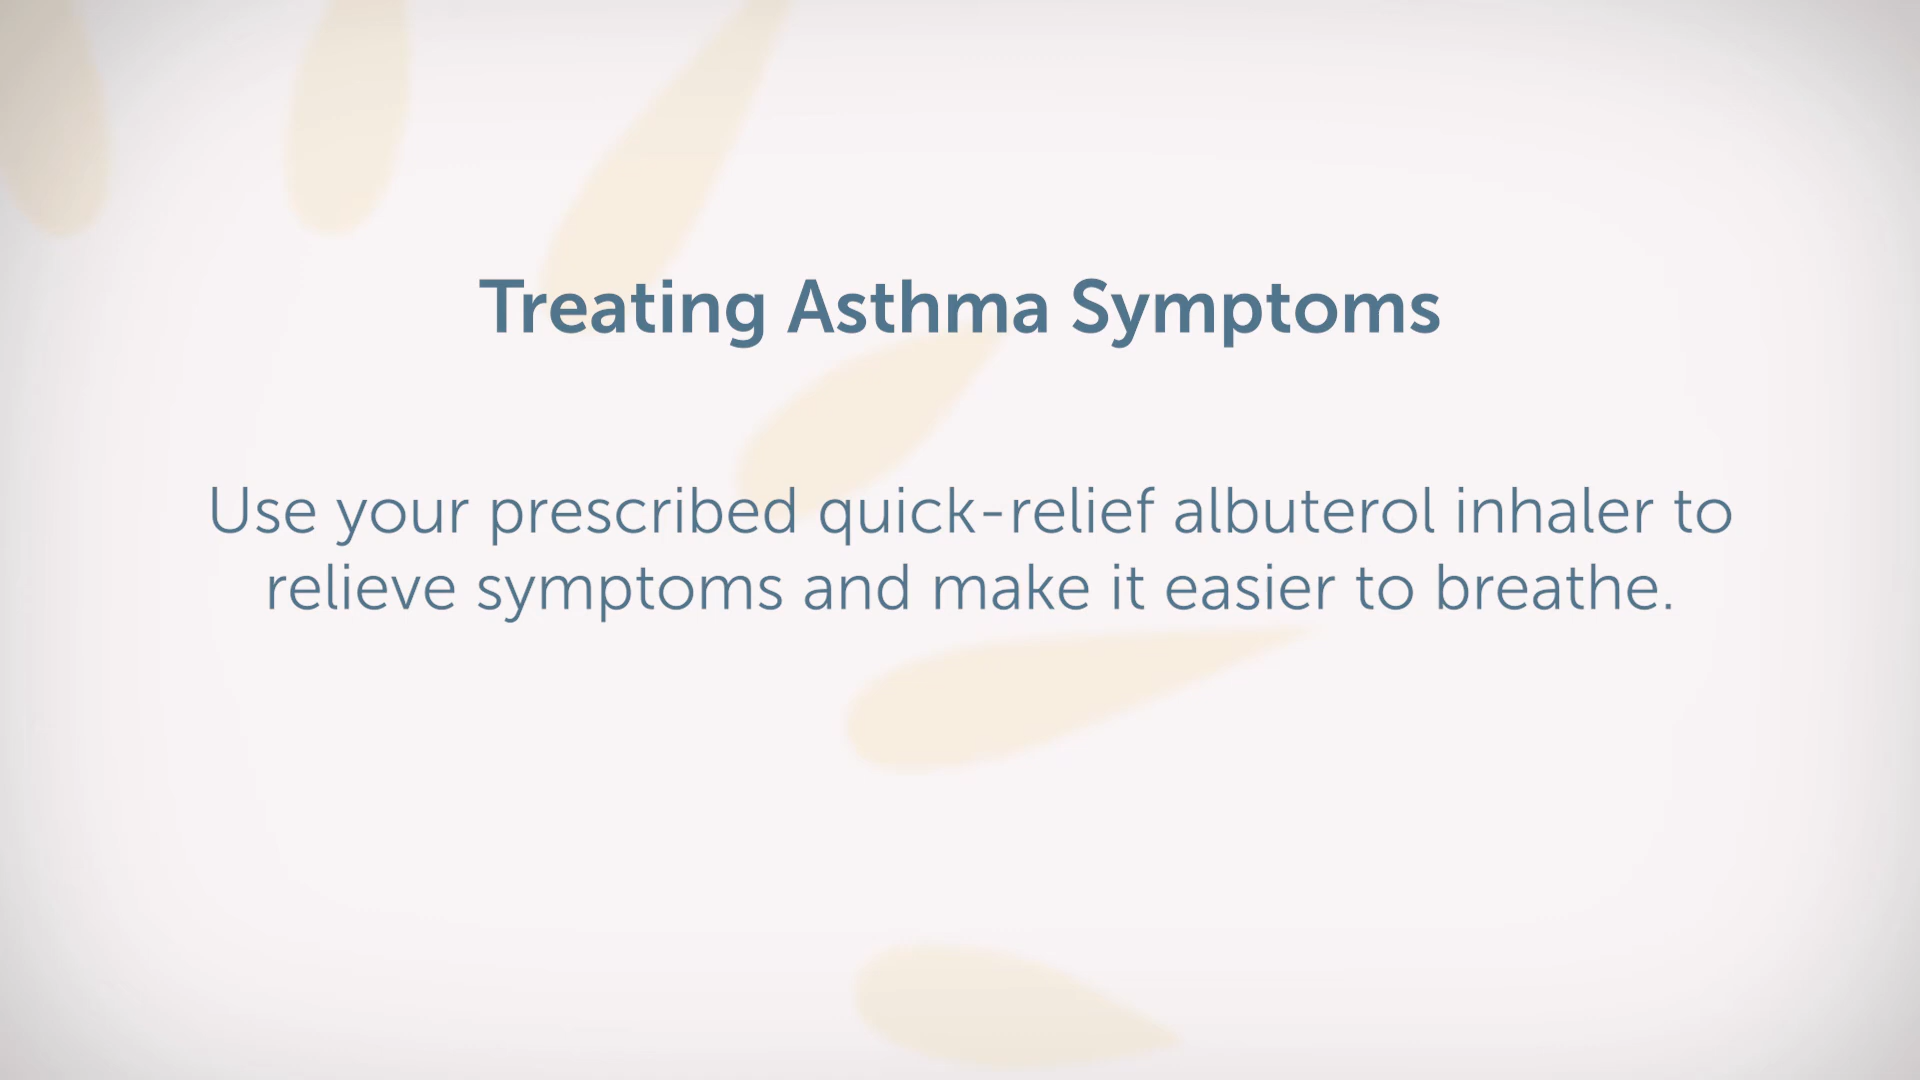 Treating Asthma Symptoms
Use your prescribed quick-relief albuterol inhaler to
relieve symptoms and make it easier to breathe.